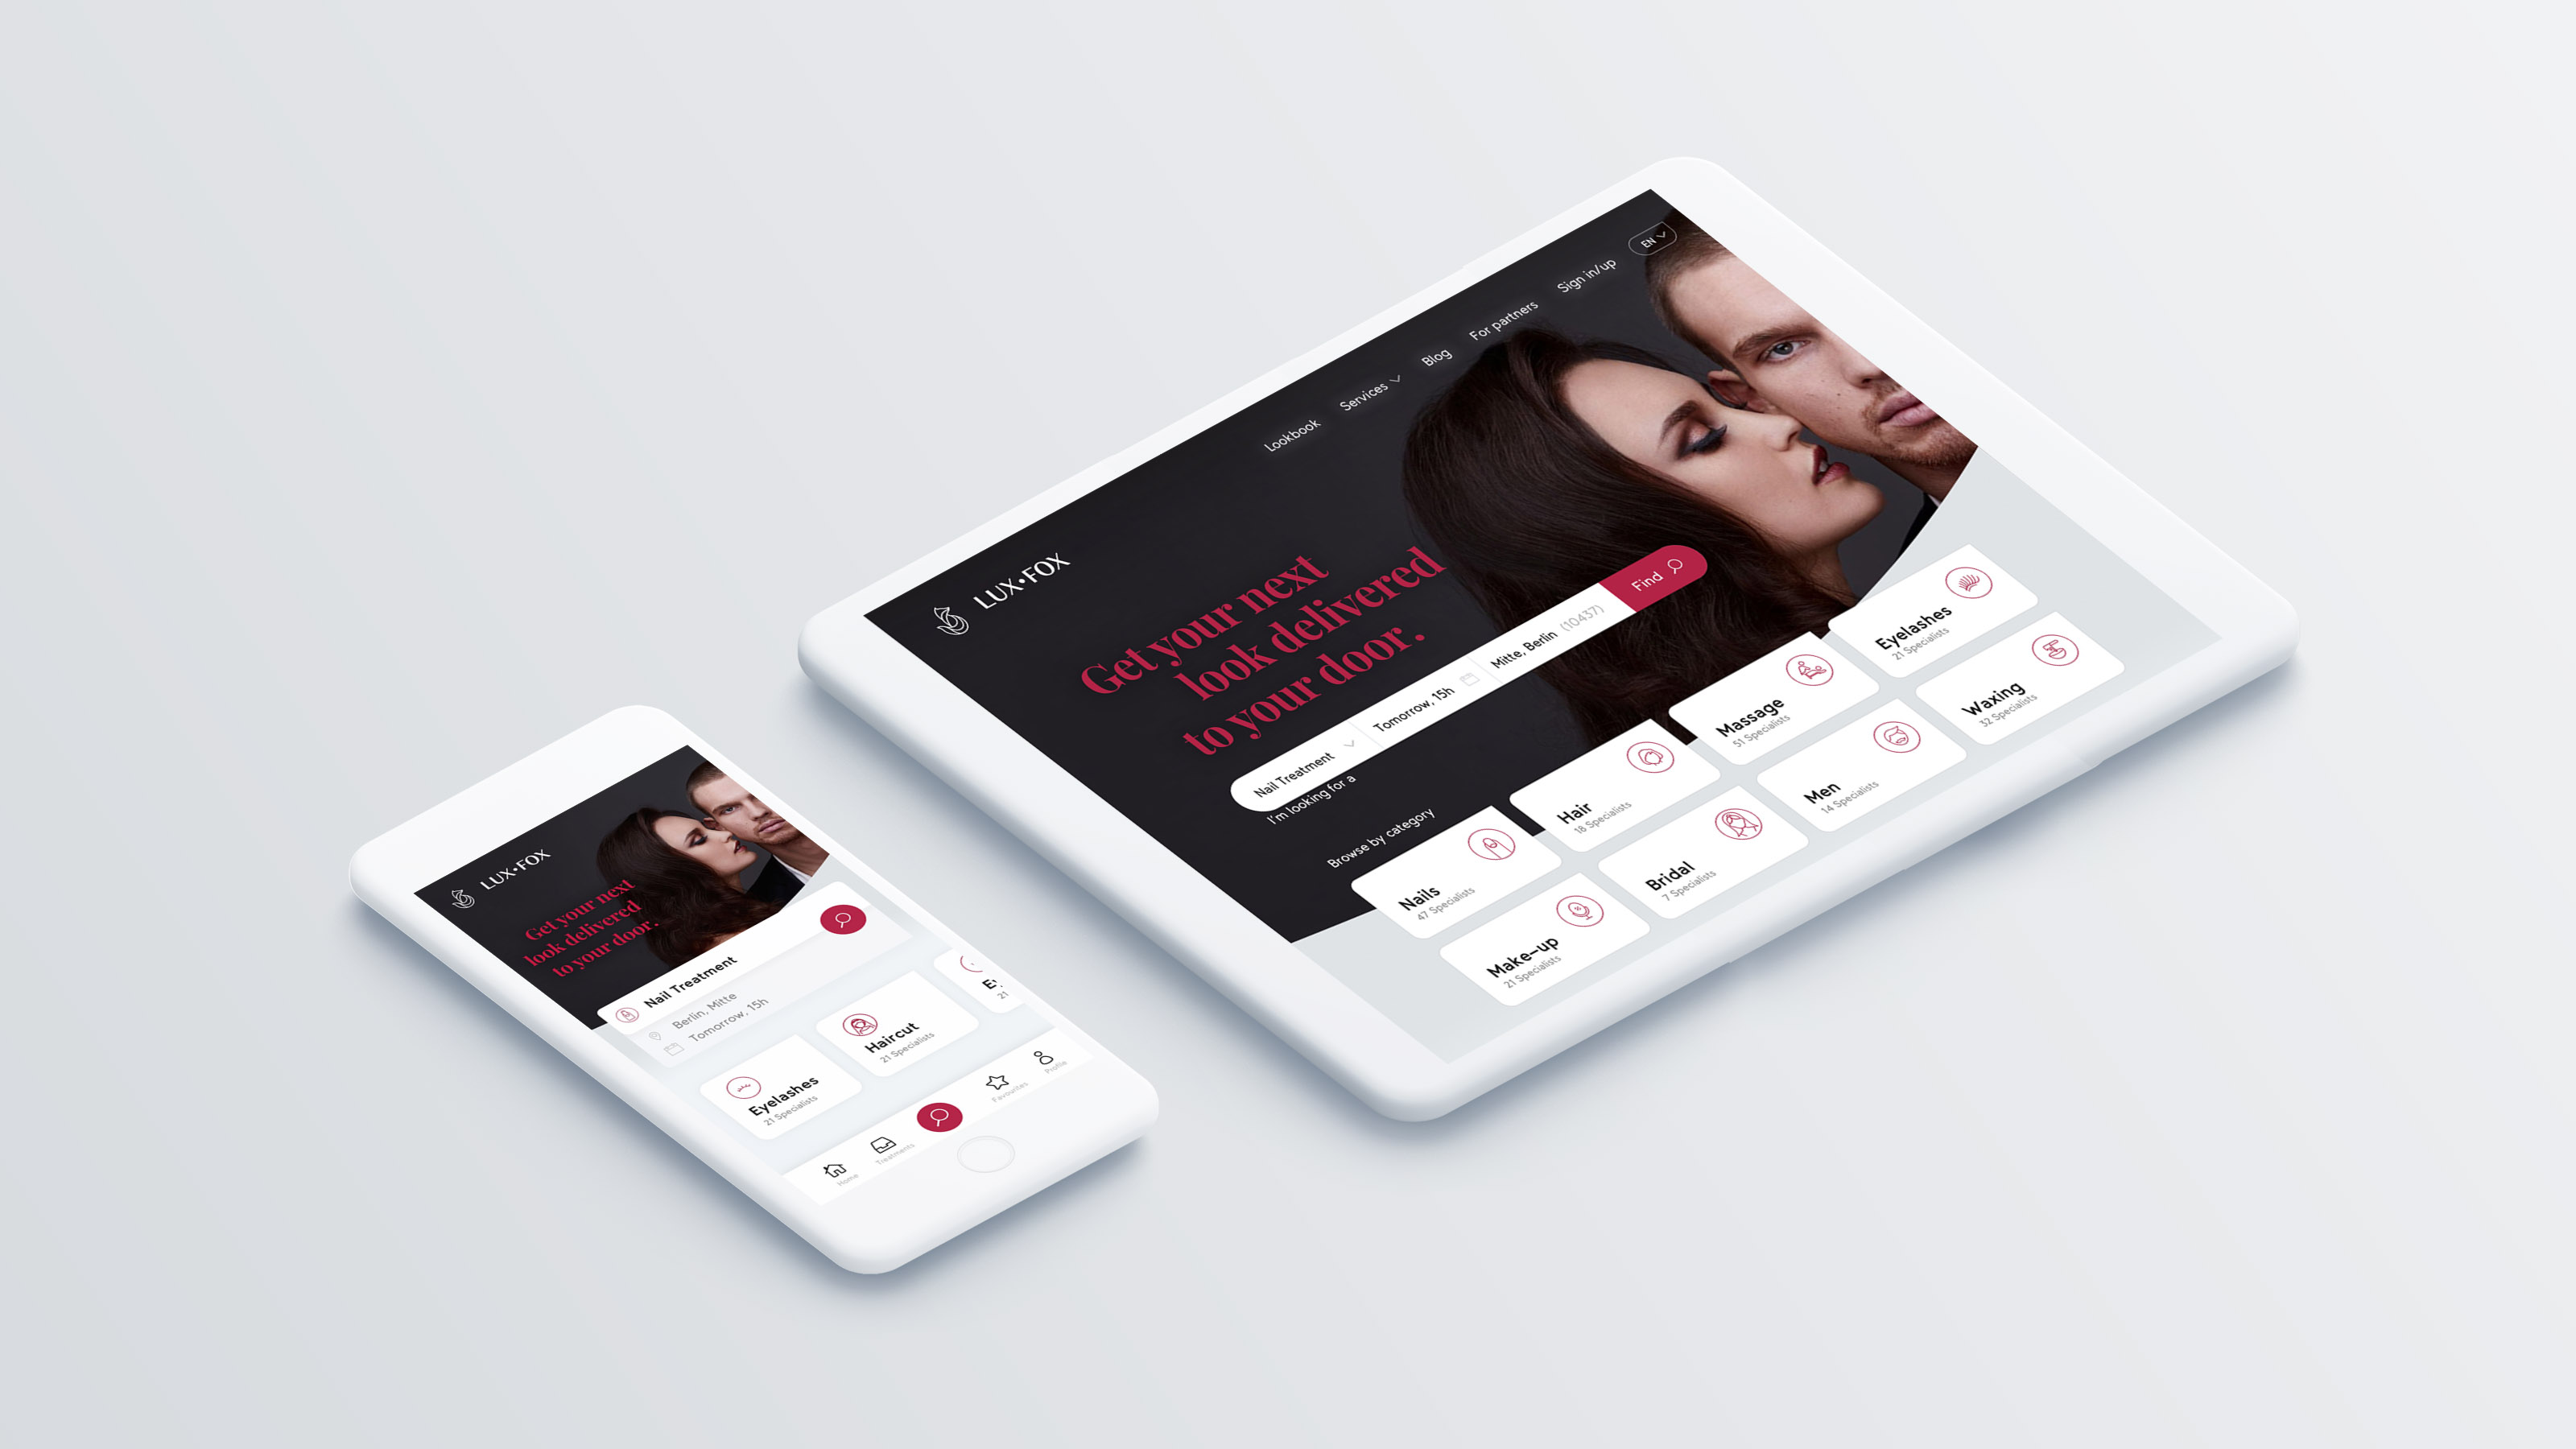 LUX•FOX
Lookbook
Services
Blog
For partners
Sign in/up
EN
Get your next
look delivered
to your door.
Nail Treatment
Tomorrow, 15h
Mitte, Berlin (10437)
Find
I'm looking for a
Browse by category
Nails
47 Specialists
Hair
18 Specialists
Massage
51 Specialists
Eyelashes
21 Specialists
Make-up
21 Specialists
Bridal
7 Specialists
Men
14 Specialists
Waxing
32 Specialists
LUX•FOX
Get your next
look delivered
to your door.
Nail Treatment
Berlin, Mitte
Tomorrow, 15h
Eyelashes
21 Specialists
Haircut
21 Specialists
21
Home
Treatments
Favourites
Profile